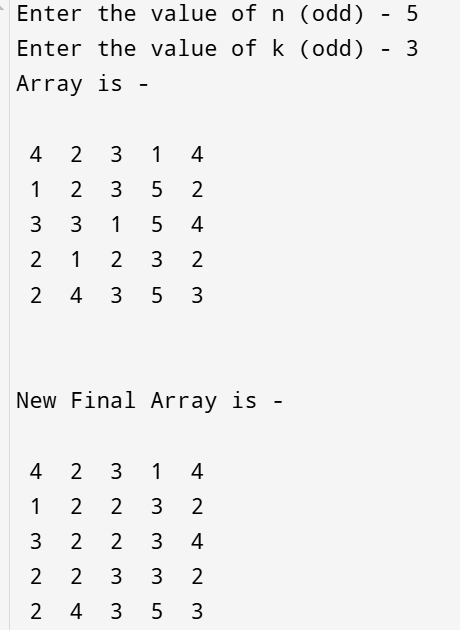 Enter the value of n (odd) - 5
Enter the value of k (odd) - 3
Array is -
4 2 3 1 4
1 2 3 5 2
3 3 1 5 4
2 1 2 3 2
2 4 3 5 3
New Final Array is -
4 2 3 1 4
1 2 2 3 2
3 2 2 3 4
2 2 3 3 2
2 4 3 5 3